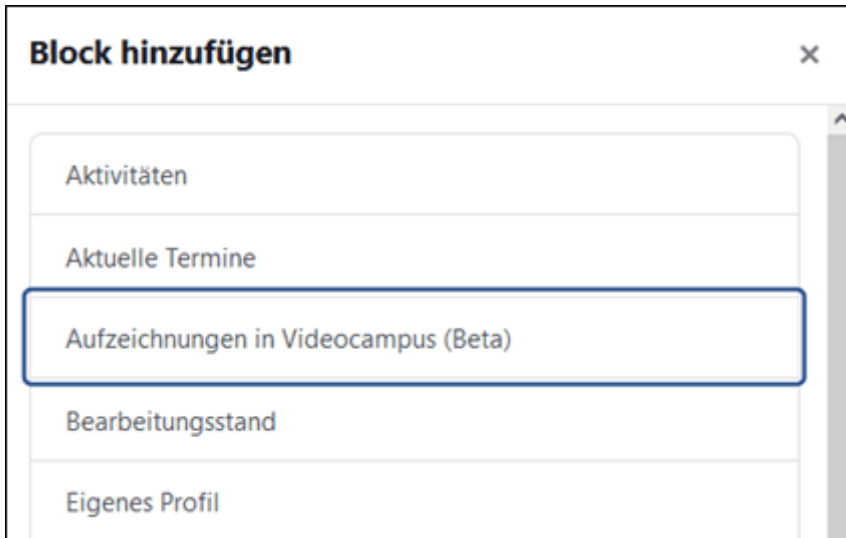 Block hinzufügen
Aktivitäten
Aktuelle Termine
Aufzeichnungen in Videocampus (Beta)
Bearbeitungsstand
Eigenes Profil